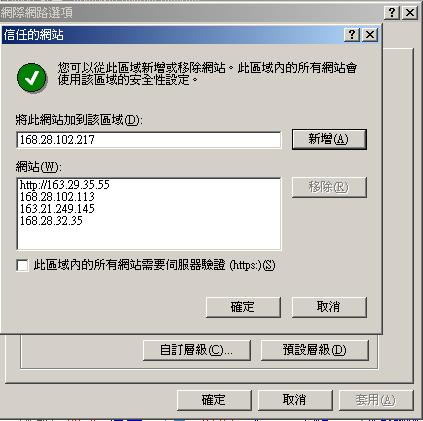 網際網路選項
信任的網站
您可以從此區域新增或移除網站。此區域內的所有網站會
使用該區域的安全性設定。
將此網站加到該區域(D):
168.28.102.217
新增(A)
網站(W):
http://163.29.35.55
168.28.102.113
163.21.249.145
168.28.32.35
移除(R)
此區域內的所有網站需要伺服器驗證 (https:)(S)
確定
取消
自訂層級(C)...
預設層級(D)
確定
取消
套用(A)